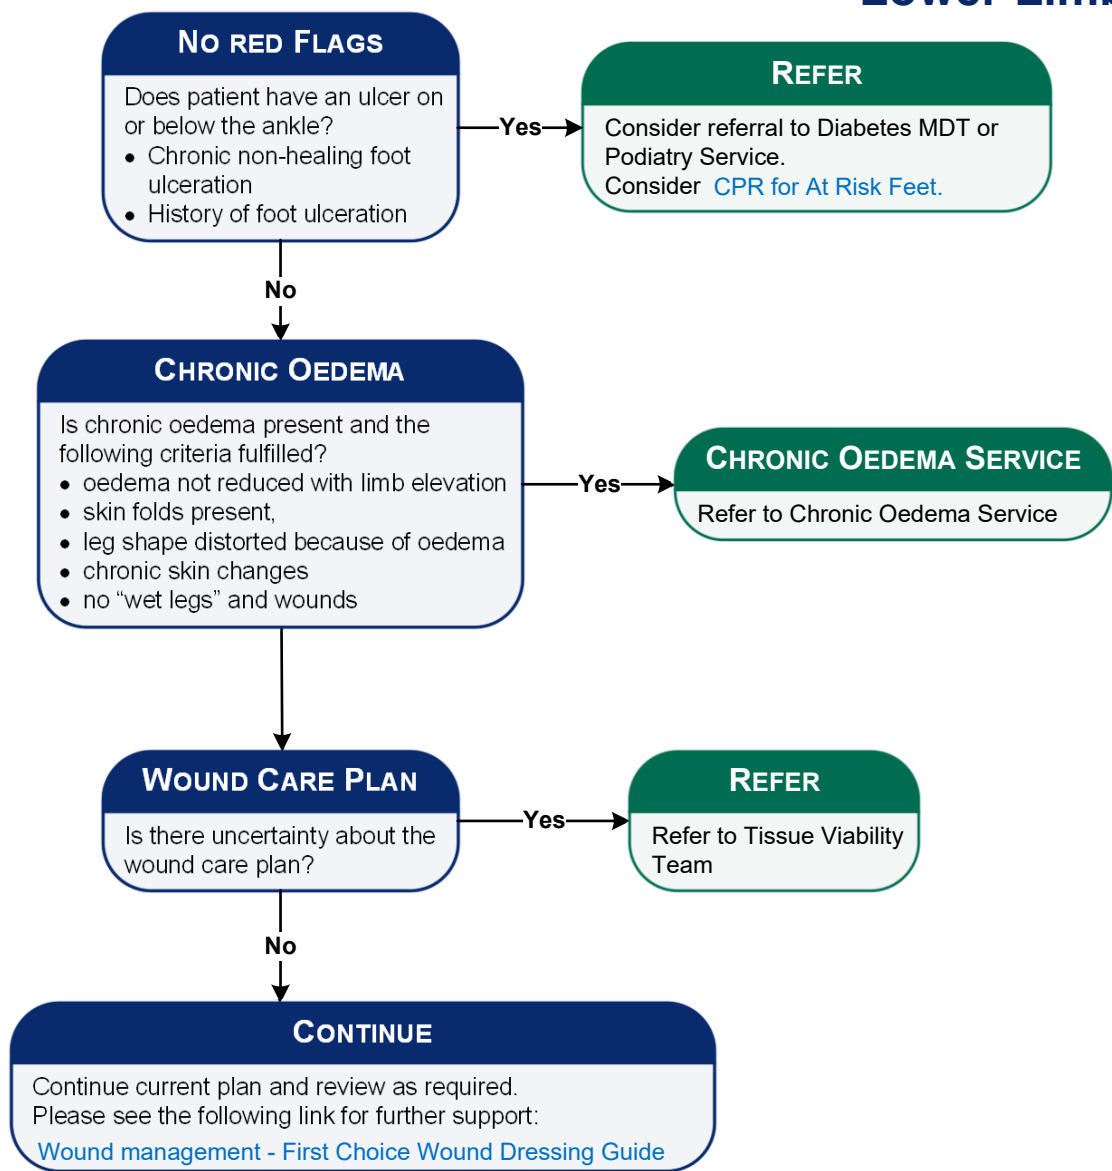 Lower Limb
NO RED FLAGS
Does patient have an ulcer on
or below the ankle?
• Chronic non-healing foot
ulceration
• History of foot ulceration
Yes
REFER
Consider referral to Diabetes MDT or
Podiatry Service.
Consider CPR for At Risk Feet.
No
CHRONIC OEDEMA
Is chronic oedema present and the
following criteria fulfilled?
• oedema not reduced with limb elevation
• skin folds present,
• leg shape distorted because of oedema
• chronic skin changes
• no “wet legs” and wounds
Yes
CHRONIC OEDEMA SERVICE
Refer to Chronic Oedema Service
WOUND CARE PLAN
Is there uncertainty about the
wound care plan?
Yes
REFER
Refer to Tissue Viability
Team
No
CONTINUE
Continue current plan and review as required.
Please see the following link for further support:
Wound management - First Choice Wound Dressing Guide